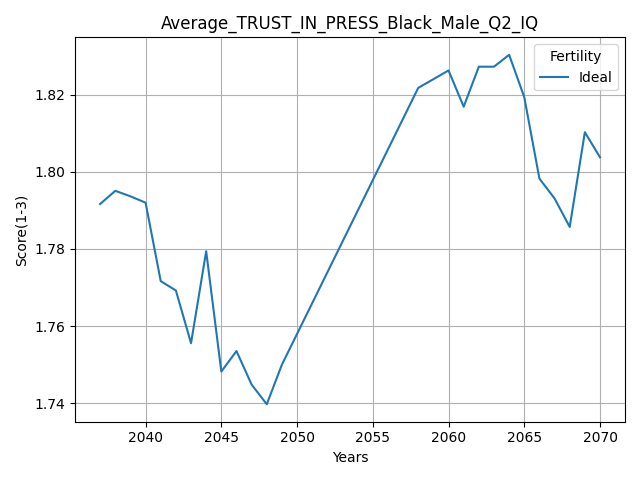 Average_TRUST_IN_PRESS_Black_Male_Q2_IQ
Fertility
Ideal
Score(1-3)
1.82
1.80
1.78
1.76
1.74
2040 2045 2050 2055 2060 2065 2070
Years